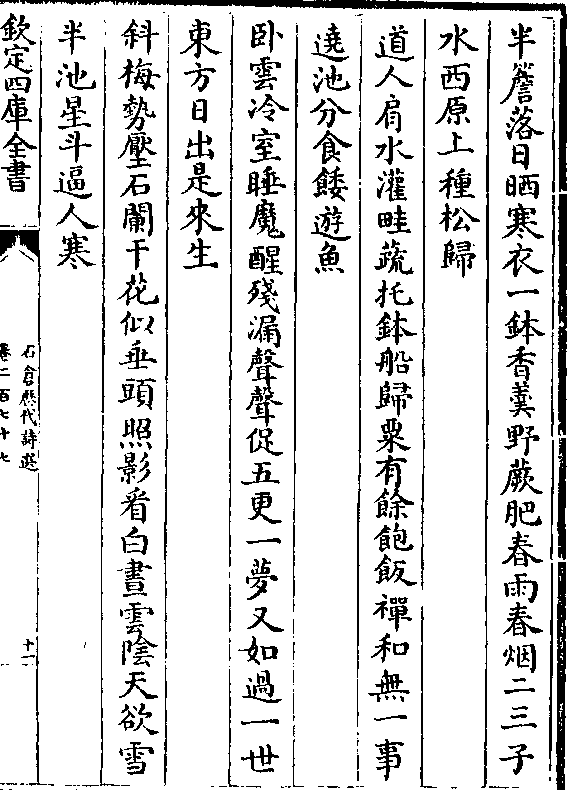 半簷落日晒寒衣一鉢香羮野蕨肥春雨春烟二三子
水西原上種松歸
道人肩水灌畦蔬托鉢船歸粟有餘飽飯禪和無一事
遶池分食餧遊魚
卧雲冷室睡魔醒殘漏聲聲促五更一夢又如過一世
東方日出是來生
斜梅勢壓石闌干花似垂頭照影看白晝雲陰天欲雪
半池星斗逼人寒
欽定四庫全書
石倉歷代詩選
卷二百七十七
十一